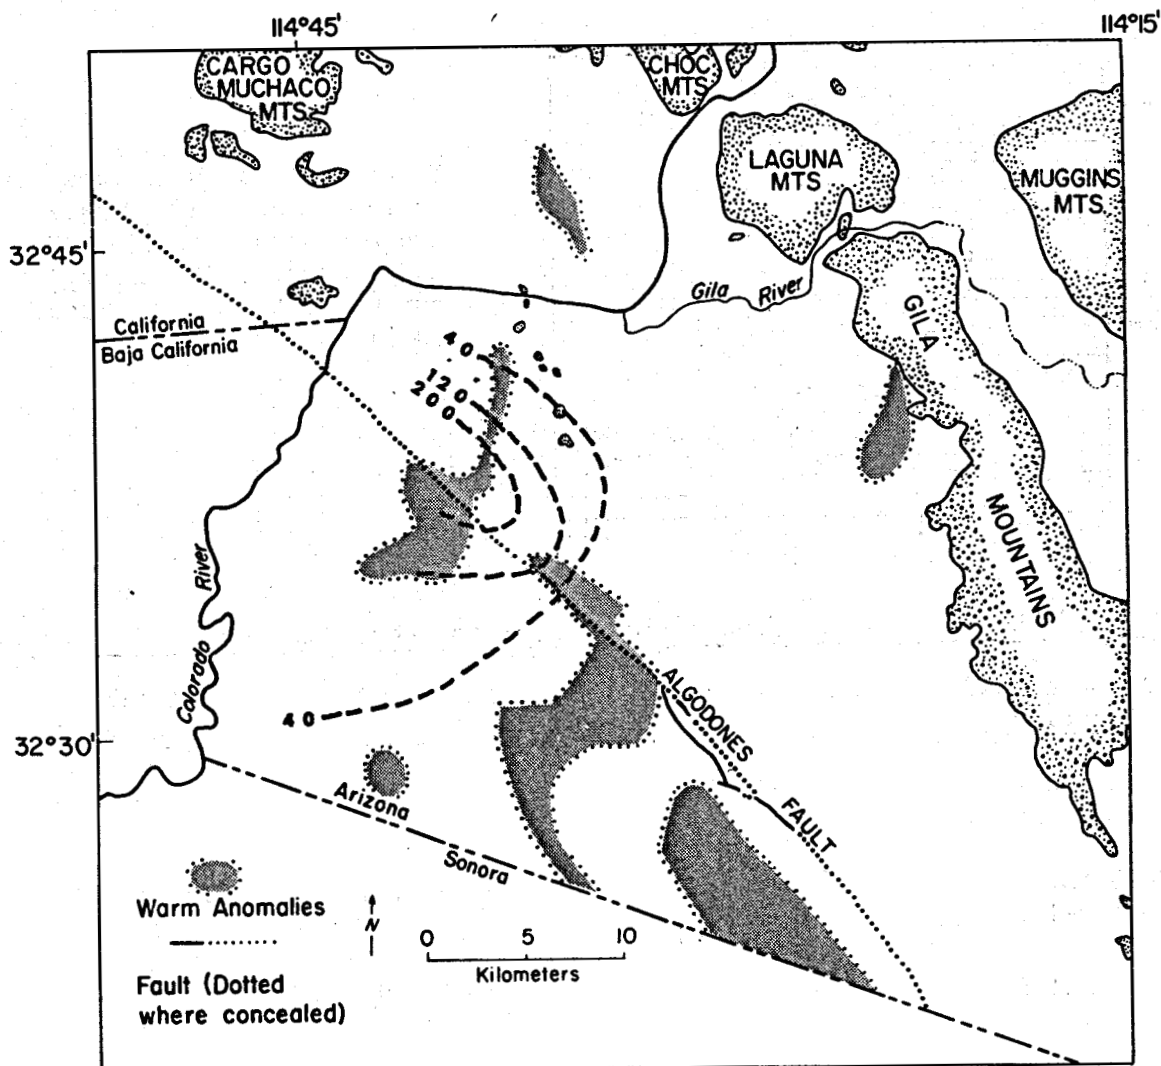 114°45'
114°15'
CARGO
MUCHACO
MTS.
CHOC
MTS
LAGUNA
MTS
MUGGINS
MTS.
32°45'
Gila River
GILA
MOUNTAINS
California
Baja California
40
120
200
Colorado River
40
32°30'
ALGODONES
FAULT
Arizona
Sonora
Warm Anomalies
N
0 5 10
Kilometers
Fault (Dotted
where concealed)